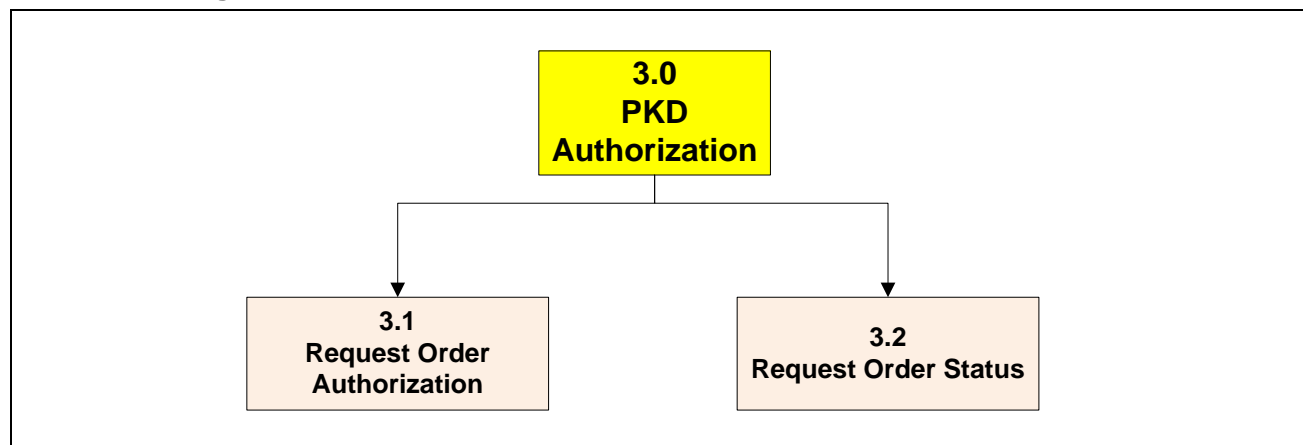 3.0
PKD
Authorization
3.1
Request Order
Authorization
3.2
Request Order Status